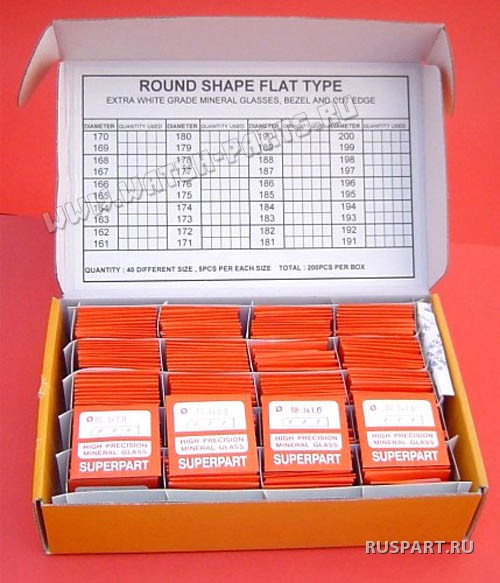 ROUND SHAPE FLAT TYPE
EXTRA WHITE GRADE MINERAL GLASSES, BEZEL AND CUT EDGE
DIAMETER QUANTITY USED DIAMETER QUANTITY USED DIAMETER QUANTITY USED DIAMETER QUANTITY USED
170 180 190 200
169 179 189 199
168 178 188 198
167 177 187 197
166 176 186 196
165 175 185 195
164 174 184 194
163 173 183 193
162 172 182 192
161 171 181 191
QUANTITY : 40 DIFFERENT SIZE , 5PCS PER EACH SIZE TOTAL : 200PCS PER BOX
WWW.WATCH-PARTS.RU
HIGH PRECISION
MINERAL GLASS
SUPERPART
HIGH PRECISION
MINERAL GLASS
SUPERPART
HIGH PRECISION
MINERAL GLASS
SUPERPART
HIGH PRECISION
MINERAL GLASS
SUPERPART
RUSPART.RU